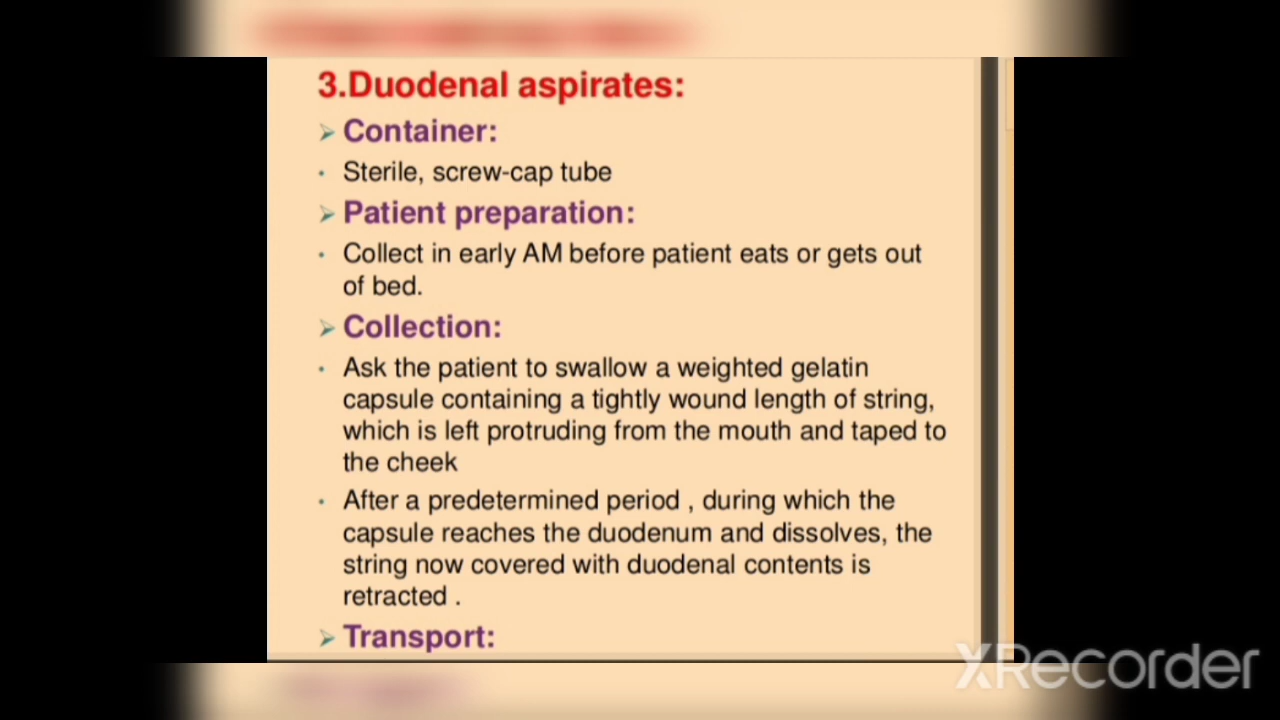 3.Duodenal aspirates:
➢ Container:
• Sterile, screw-cap tube
➢ Patient preparation:
• Collect in early AM before patient eats or gets out
of bed.
➢ Collection:
• Ask the patient to swallow a weighted gelatin
capsule containing a tightly wound length of string,
which is left protruding from the mouth and taped to
the cheek
• After a predetermined period , during which the
capsule reaches the duodenum and dissolves, the
string now covered with duodenal contents is
retracted .
➢ Transport:
XRecorder